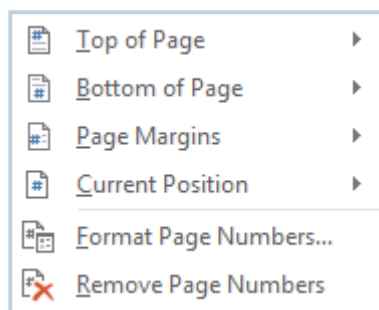 Top of Page
Bottom of Page
Page Margins
Current Position
Format Page Numbers...
Remove Page Numbers